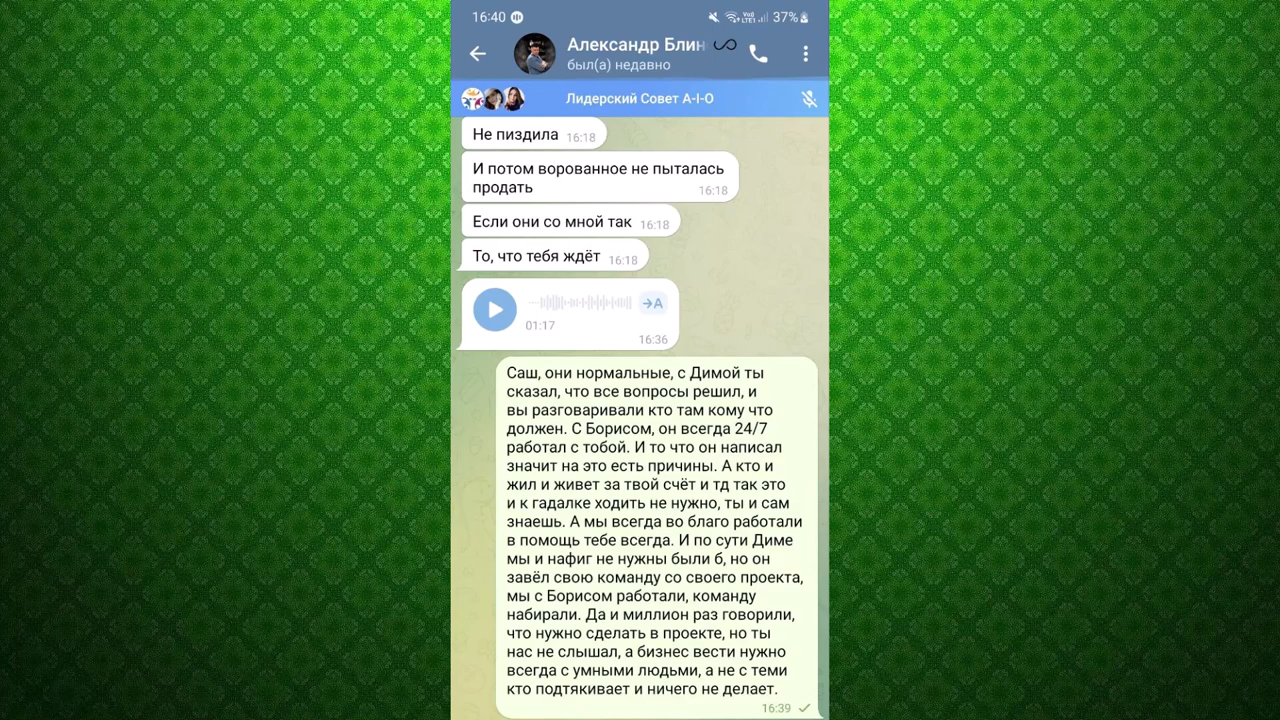 16:40
Vo))
LTE1
37%
Александр Блин
был(а) недавно
Лидерский Совет A-I-O
Не пиздила 16:18
И потом ворованное не пыталась
продать 16:18
Если они со мной так 16:18
То, что тебя ждёт 16:18
→A
01:17
16:36
Саш, они нормальные, с Димой ты
сказал, что все вопросы решил, и
вы разговаривали кто там кому что
должен. С Борисом, он всегда 24/7
работал с тобой. И то что он написал
значит на это есть причины. А кто и
жил и живет за твой счёт и тд так это
и к гадалке ходить не нужно, ты и сам
знаешь. А мы всегда во благо работали
в помощь тебе всегда. И по сути Диме
мы и нафиг не нужны были б, но он
завёл свою команду со своего проекта,
мы с Борисом работали, команду
набирали. Да и миллион раз говорили,
что нужно сделать в проекте, но ты
нас не слышал, а бизнес вести нужно
всегда с умными людьми, а не с теми
кто подтякивает и ничего не делает.
16:39